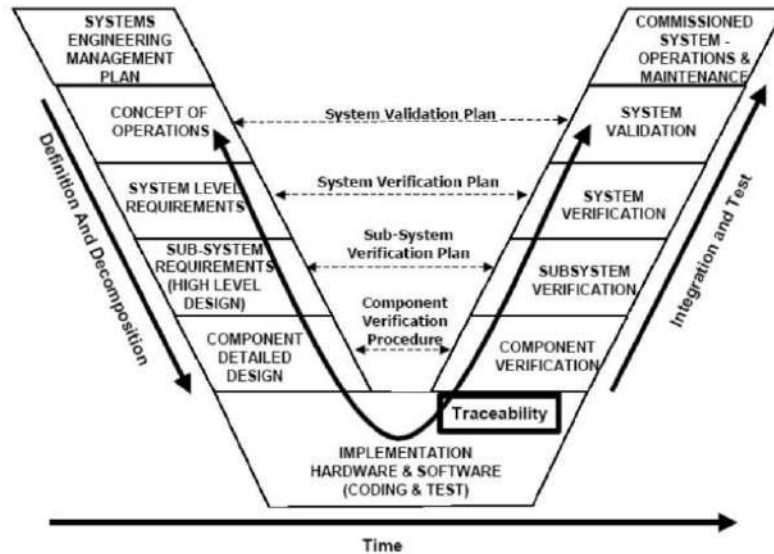 SYSTEMS
ENGINEERING
MANAGEMENT
PLAN
COMMISSIONED
SYSTEM -
OPERATIONS &
MAINTENANCE
CONCEPT OF
OPERATIONS
System Validation Plan
SYSTEM
VALIDATION
SYSTEM LEVEL
REQUIREMENTS
System Verification Plan
SYSTEM
VERIFICATION
SUB-SYSTEM
REQUIREMENTS
(HIGH LEVEL
DESIGN)
Sub-System
Verification Plan
SUBSYSTEM
VERIFICATION
COMPONENT
DETAILED
DESIGN
Component
Verification
Procedure
COMPONENT
VERIFICATION
Definition And Decomposition
Integration and Test
Traceability
IMPLEMENTATION
HARDWARE & SOFTWARE
(CODING & TEST)
Time